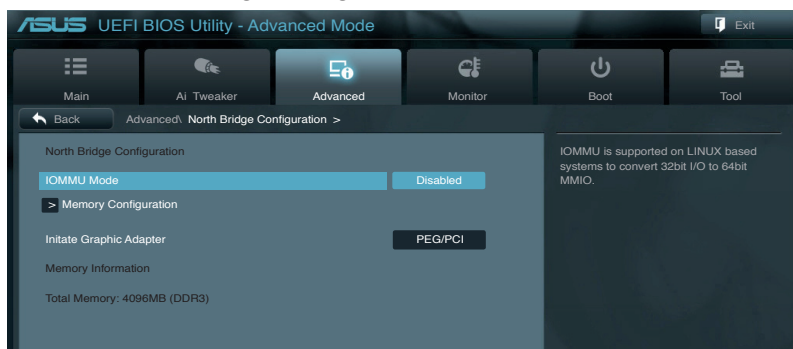 ASUS UEFI BIOS Utility - Advanced Mode
Exit
Main
Ai Tweaker
Advanced
Monitor
Boot
Tool
Back
Advanced\ North Bridge Configuration >
North Bridge Configuration
IOMMU Mode Disabled
> Memory Configuration
Initate Graphic Adapter PEG/PCI
Memory Information
Total Memory: 4096MB (DDR3)
IOMMU is supported on LINUX based
systems to convert 32bit I/O to 64bit
MMIO.